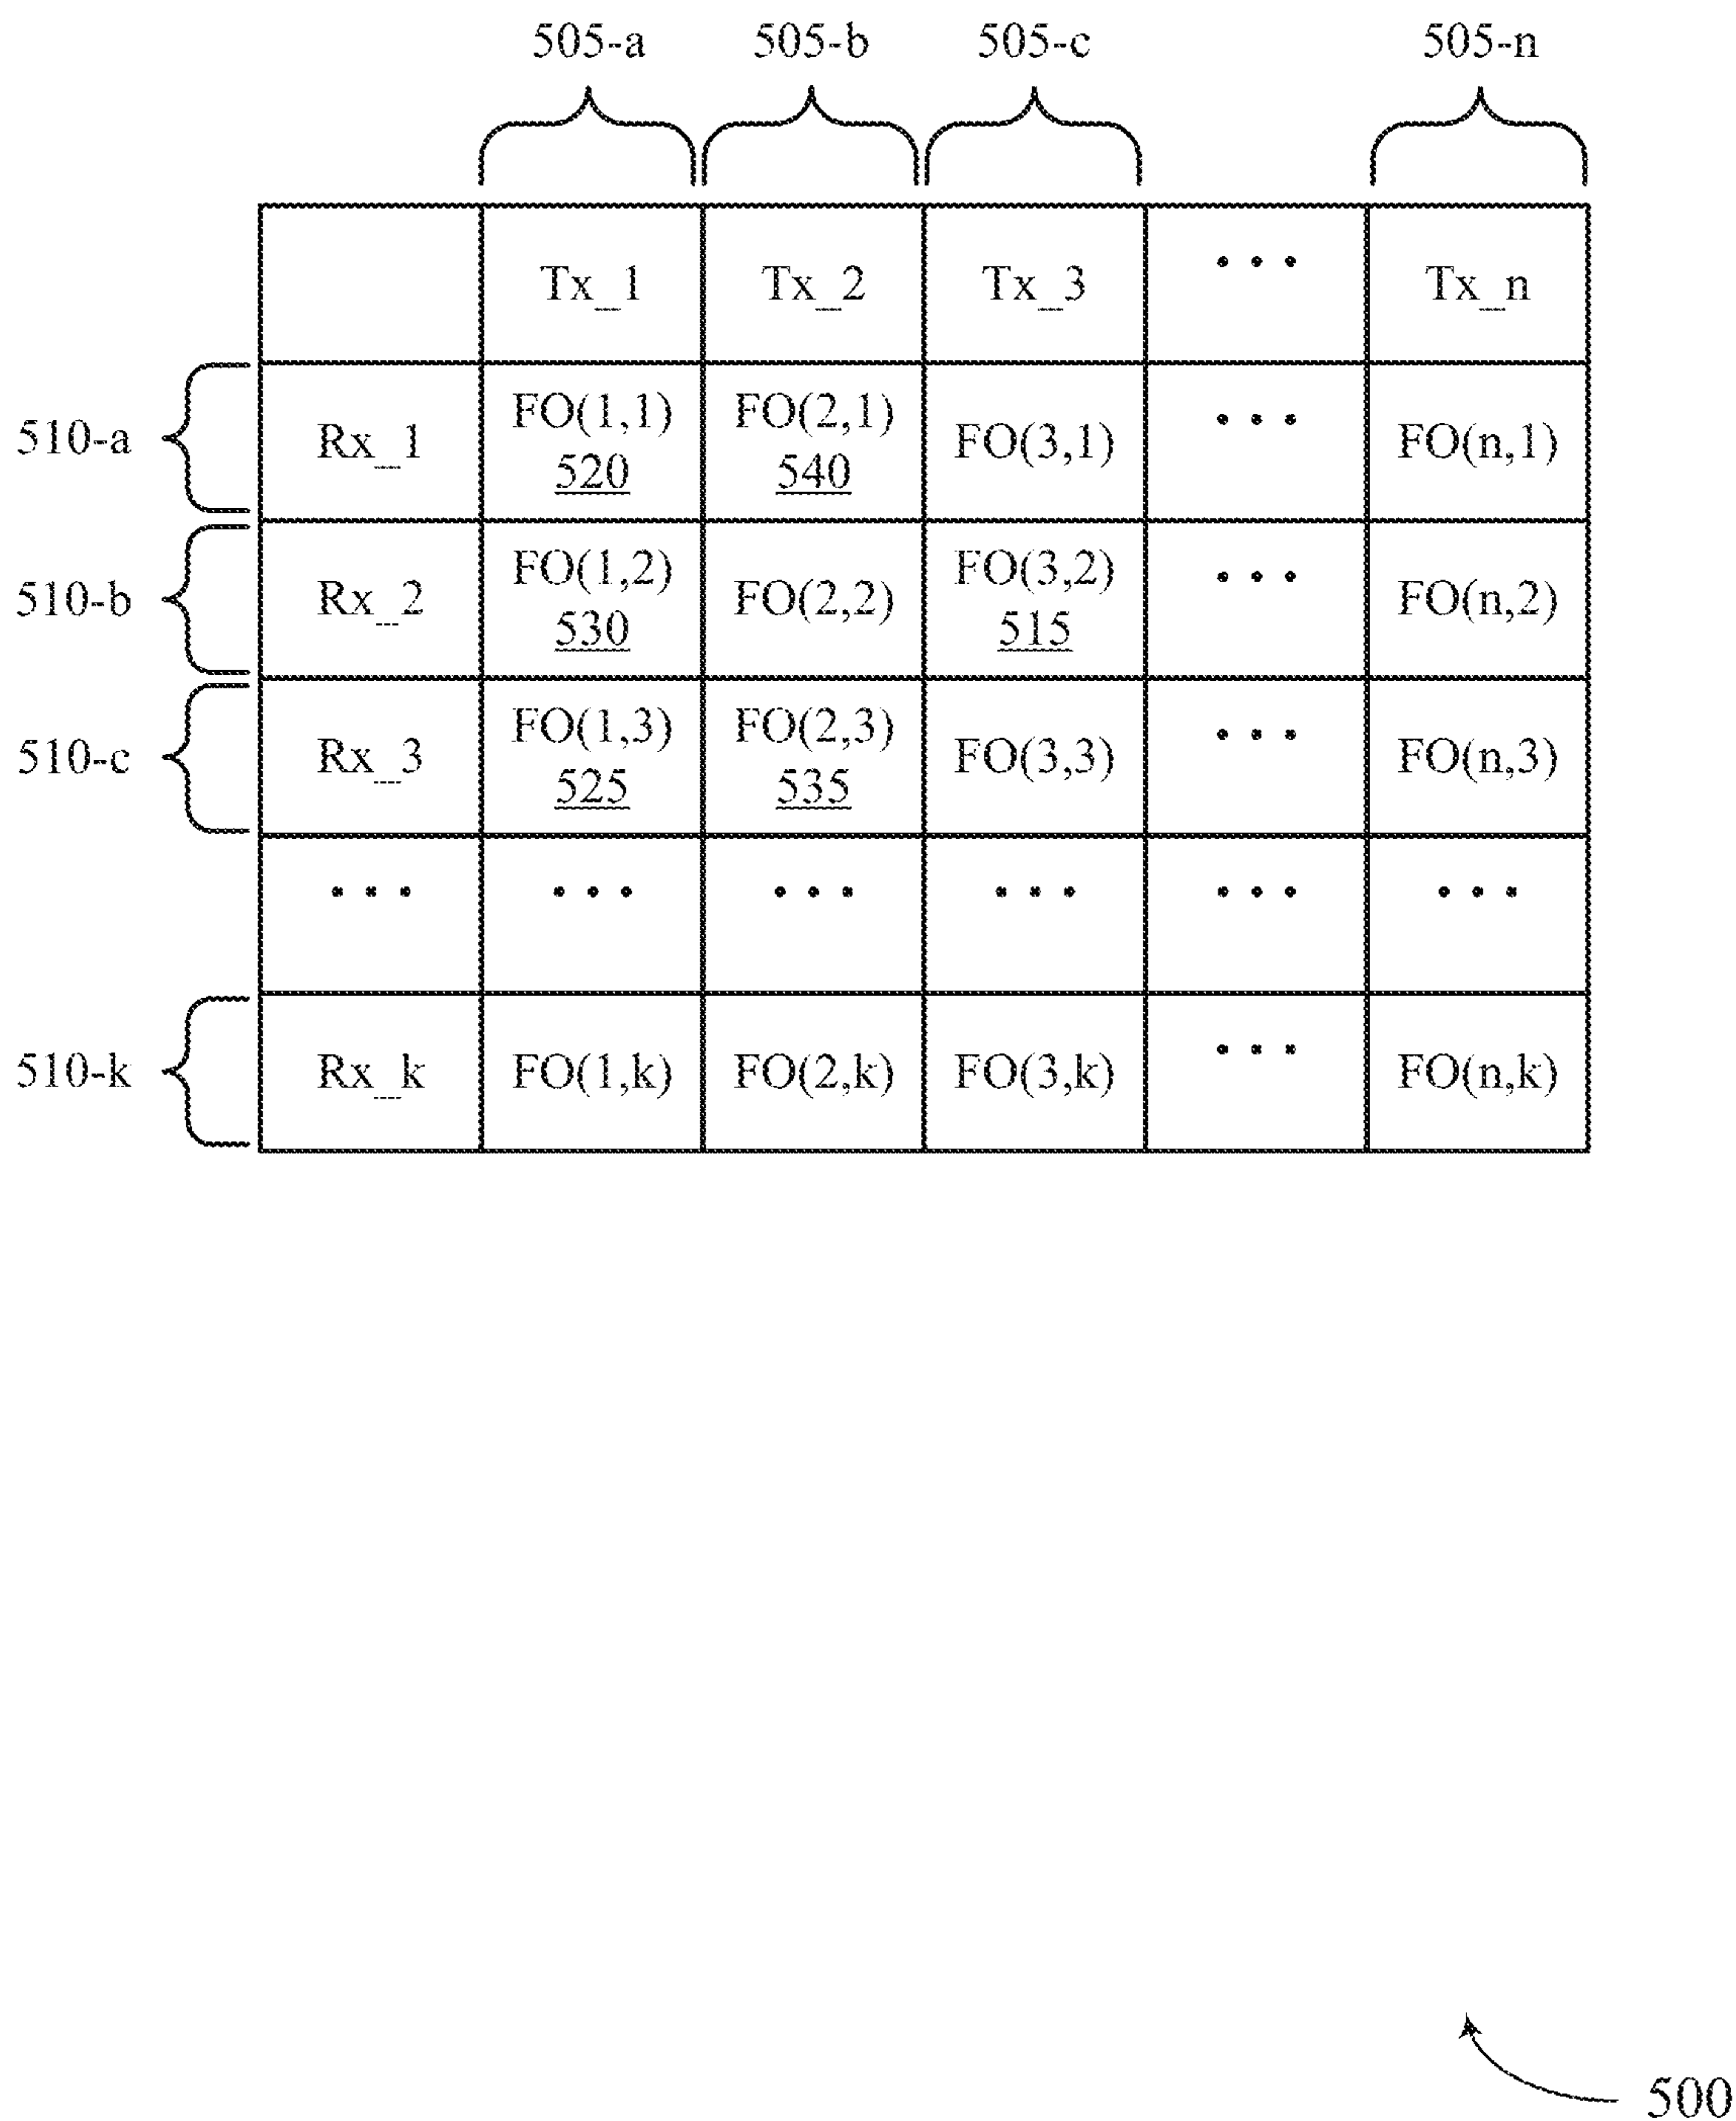 505-a 505-b 505-c 505-n
Tx_1 Tx_2 Tx_3 ••• Tx_n
510-a Rx_1 FO(1,1) 520 FO(2,1) 540 FO(3,1) ••• FO(n,1)
510-b Rx_2 FO(1,2) 530 FO(2,2) FO(3,2) 515 ••• FO(n,2)
510-c Rx_3 FO(1,3) 525 FO(2,3) 535 FO(3,3) ••• FO(n,3)
••• ••• ••• ••• ••• •••
510-k Rx_k FO(1,k) FO(2,k) FO(3,k) ••• FO(n,k)
500